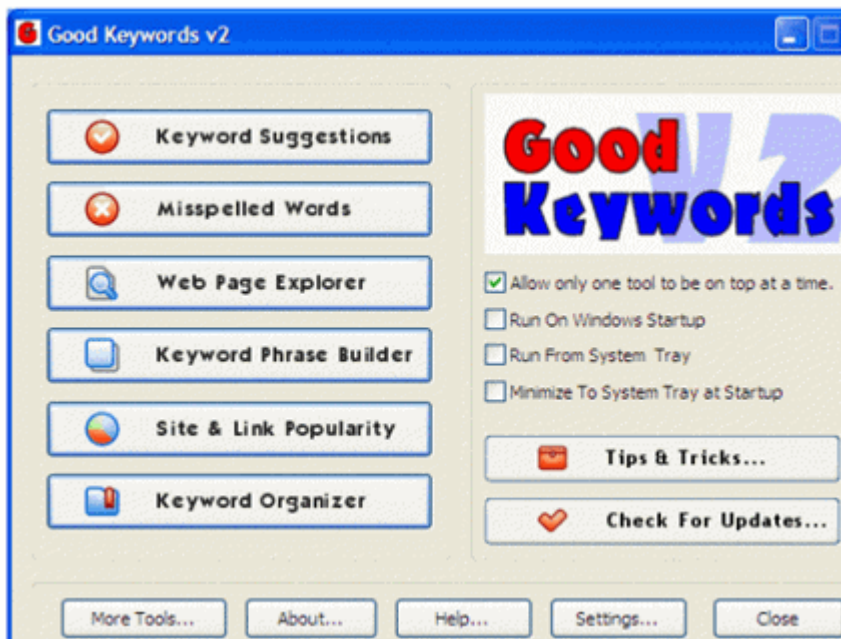 Good Keywords v2
Keyword Suggestions
Misspelled Words
Web Page Explorer
Keyword Phrase Builder
Site & Link Popularity
Keyword Organizer
V2
Good
Keywords
Allow only one tool to be on top at a time.
Run On Windows Startup
Run From System Tray
Minimize To System Tray at Startup
Tips & Tricks...
Check For Updates...
More Tools...
About...
Help...
Settings...
Close